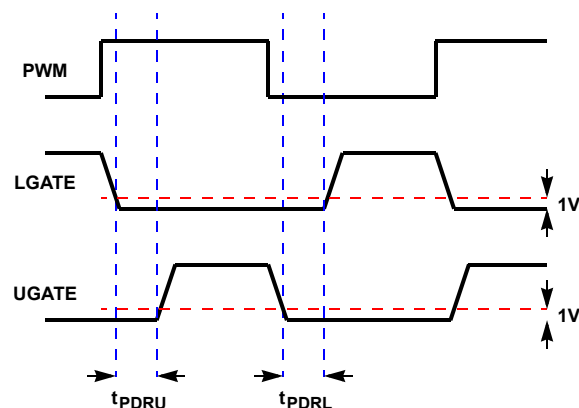 PWM
LGATE
1V
UGATE
1V
tPDRU
tPDRL